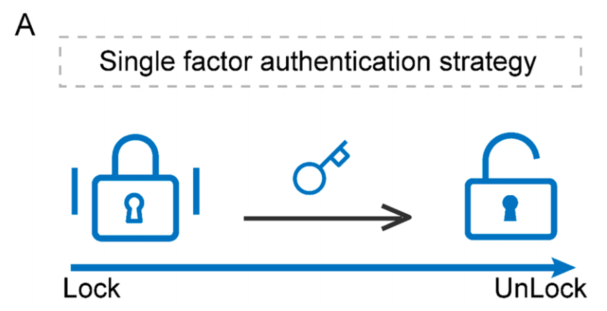 A
Single factor authentication strategy
Lock
UnLock